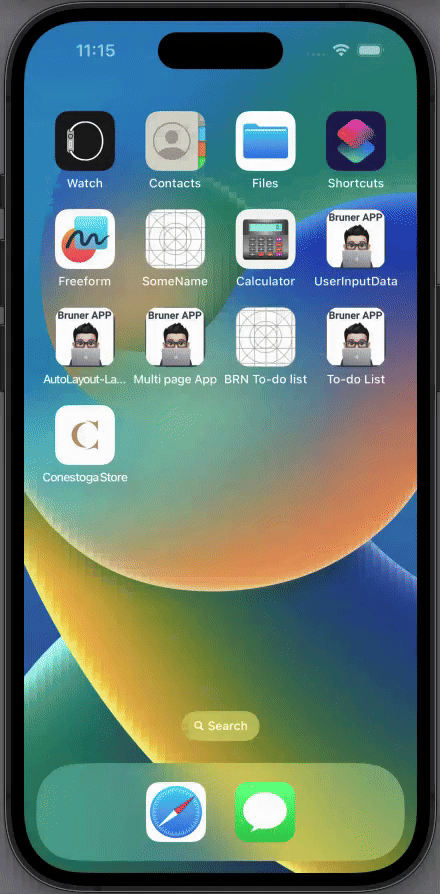 11:15
Watch
Contacts
Files
Shortcuts
Freeform
SomeName
Calculator
Bruner APP
UserInputData
Bruner APP
AutoLayout-La...
Bruner APP
Multi page App
BRN To-do list
Bruner APP
To-do List
C
ConestogaStore
Search